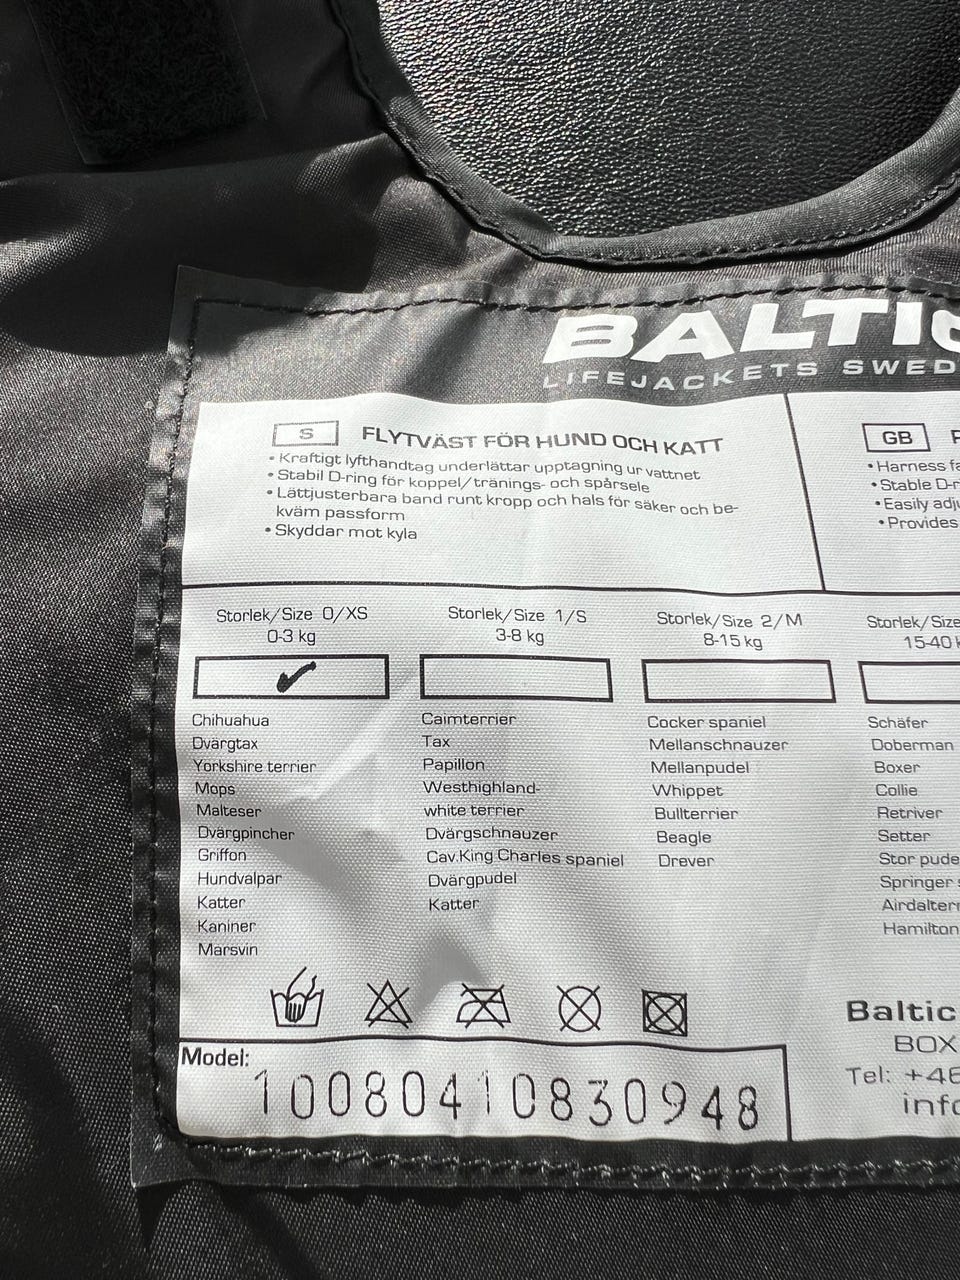 BALTIC
LIFEJACKETS SWED
S FLYTVÄST FÖR HUND OCH KATT
• Kraftigt lyfthandtag underlättar upptagning ur vattnet
• Stabil D-ring för koppel/tränings- och spårsele
• Lättjusterbara band runt kropp och hals för säker och be-
kväm passform
• Skyddar mot kyla
GB
• Harness fa
• Stable D-r
• Easily adju
• Provides
Storlek/Size 0/XS
0-3 kg
✓
Chihuahua
Dvärgtax
Yorkshire terrier
Mops
Malteser
Dvärgpincher
Griffon
Hundvalpar
Katter
Kaniner
Marsvin
Storlek/Size 1/S
3-8 kg
Cairnterrier
Tax
Papillon
Westhighland-
white terrier
Dvärgschnauzer
Cav.King Charles spaniel
Dvärgpudel
Katter
Storlek/Size 2/M
8-15 kg
Cocker spaniel
Mellanschnauzer
Mellanpudel
Whippet
Bullterrier
Beagle
Drever
Storlek/Size
15-40 k
Schäfer
Doberman
Boxer
Collie
Retriver
Setter
Stor pude
Springer s
Airdalterr
Hamilton
Model:
10080410830948
Baltic
BOX
Tel: +46
info